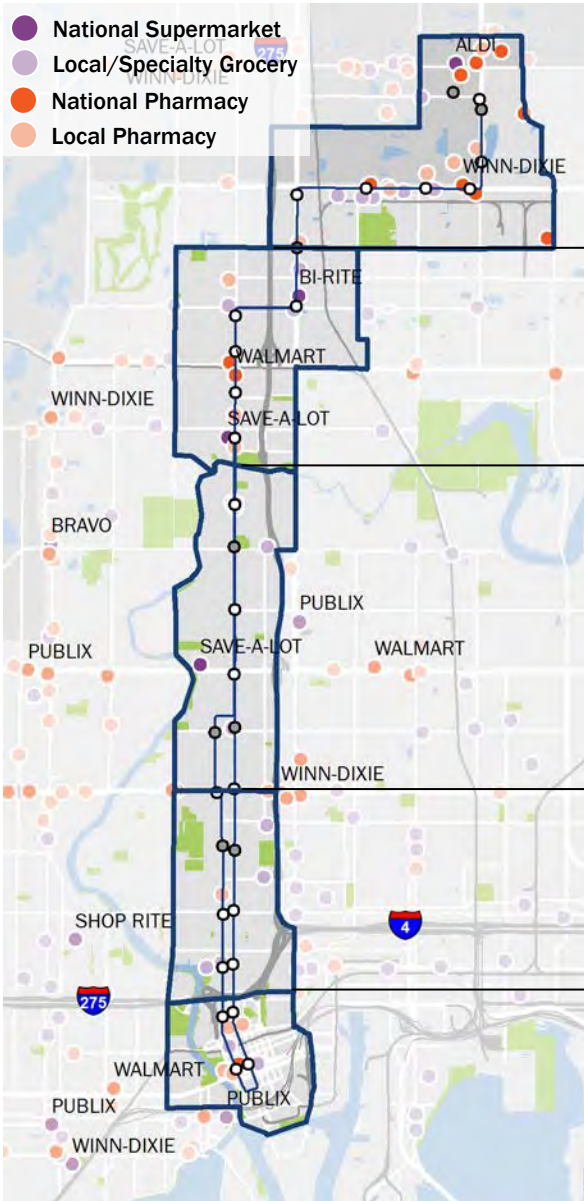 National Supermarket
SAVE-A-LOT
275
ALDI
Local/Specialty Grocery
WINN-DIXIE
National Pharmacy
Local Pharmacy
WINN-DIXIE
BI-RITE
WALMART
WINN-DIXIE
SAVE-A-LOT
BRAVO
PUBLIX
SAVE-A-LOT
PUBLIX
WALMART
WINN-DIXIE
SHOP RITE
4
275
WALMART
PUBLIX
PUBLIX
WINN-DIXIE